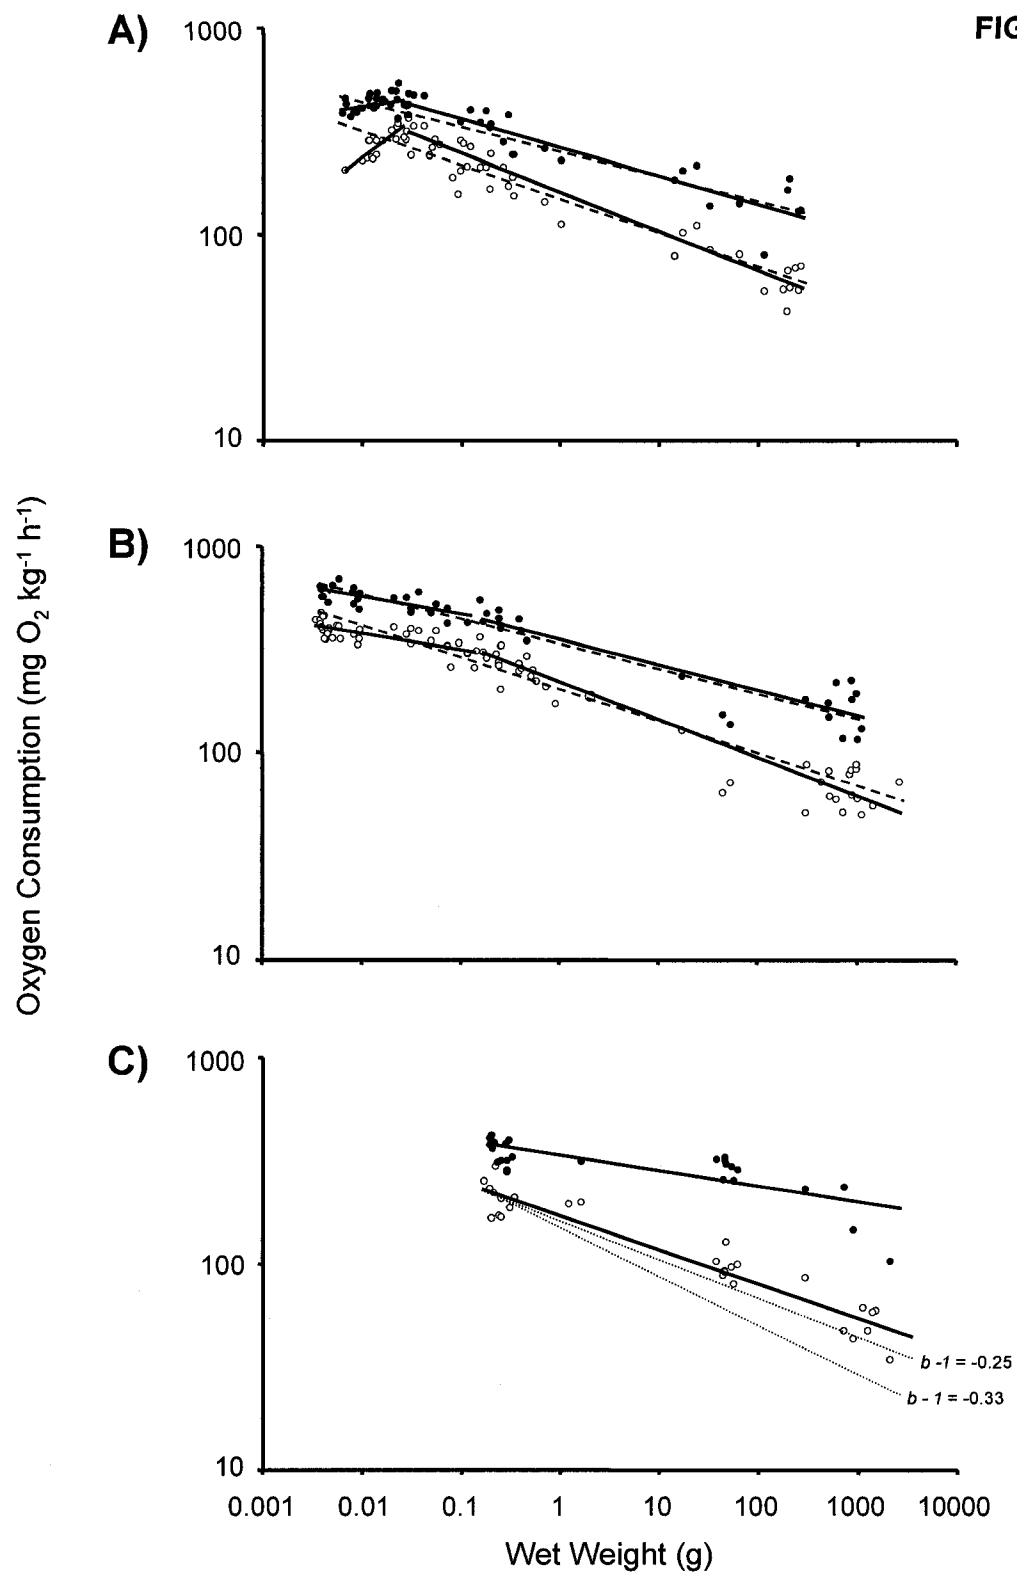 A)
FIG
1000
100
10
B)
1000
100
10
C)
1000
100
10
b -1 = -0.25
b - 1 = -0.33
0.001 0.01 0.1 1 10 100 1000 10000
Wet Weight (g)
Oxygen Consumption (mg O2 kg-1 h-1)